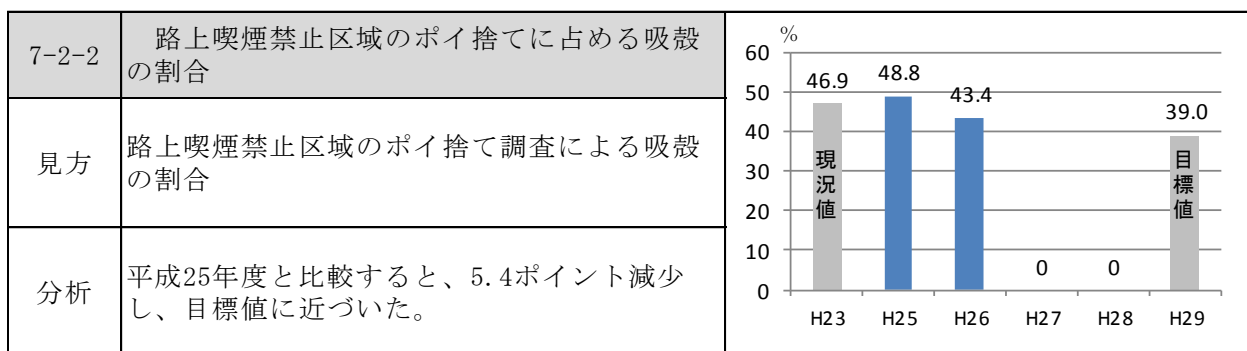 7-2-2
路上喫煙禁止区域のポイ捨てに占める吸殻
の割合
見方
路上喫煙禁止区域のポイ捨て調査による吸殻
の割合
分析
平成25年度と比較すると、5.4ポイント減少
し、目標値に近づいた。
%
60
50
40
30
20
10
0
46.9
48.8
43.4
0
0
39.0
現況値
目標値
H23
H25
H26
H27
H28
H29